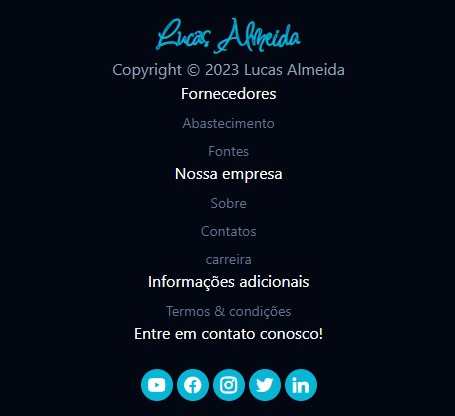 Lucas Almeida
Copyright © 2023 Lucas Almeida
Fornecedores
Abastecimento
Fontes
Nossa empresa
Sobre
Contatos
carreira
Informações adicionais
Termos & condições
Entre em contato conosco!